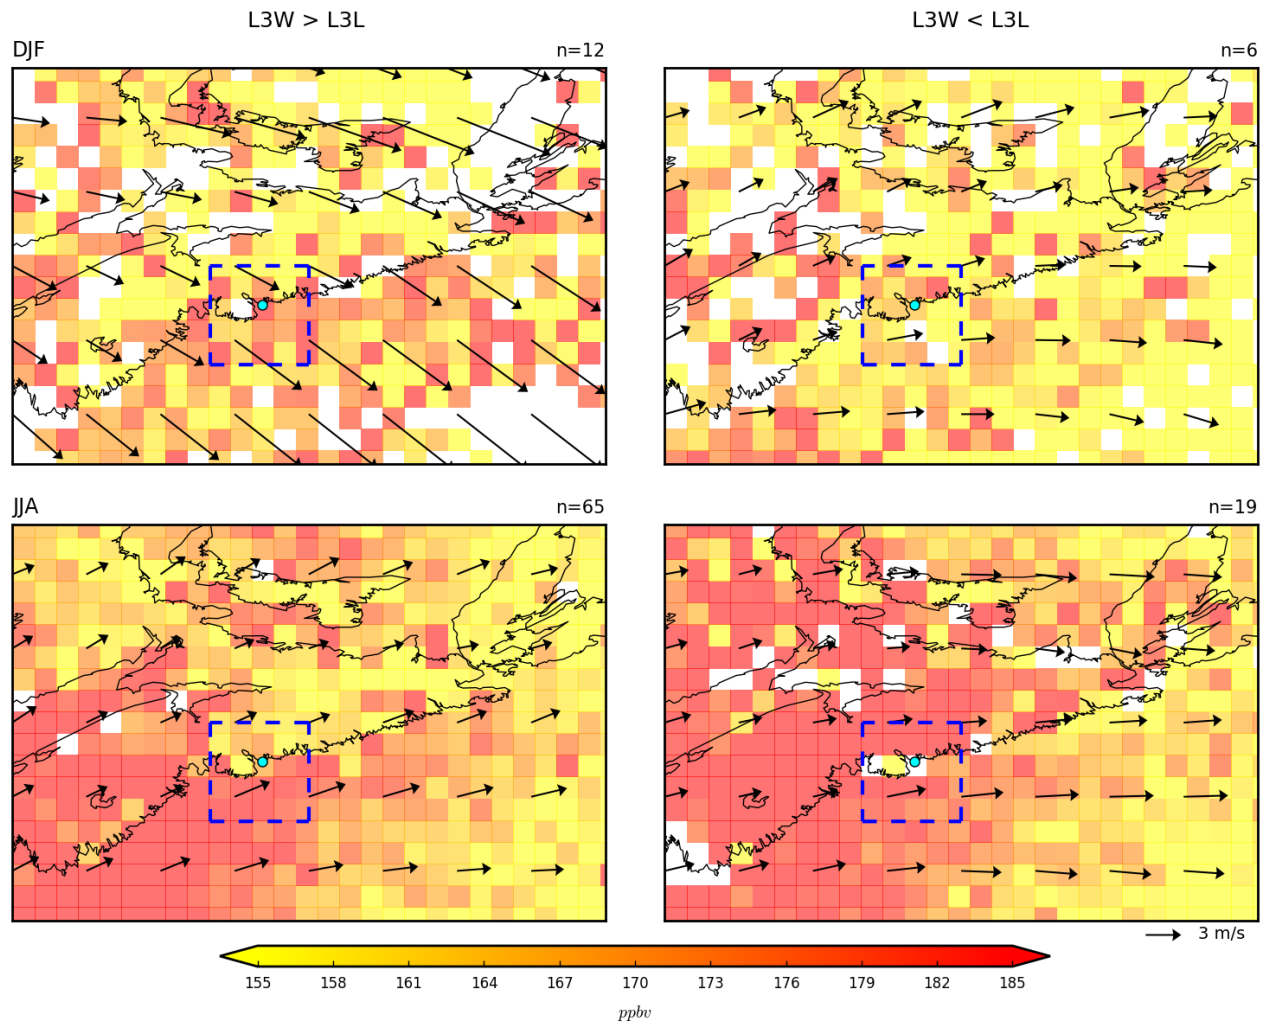 L3W > L3L
L3W < L3L
DJF
n=12
n=6
JJA
n=65
n=19
3 m/s
155 158 161 164 167 170 173 176 179 182 185
ppbv